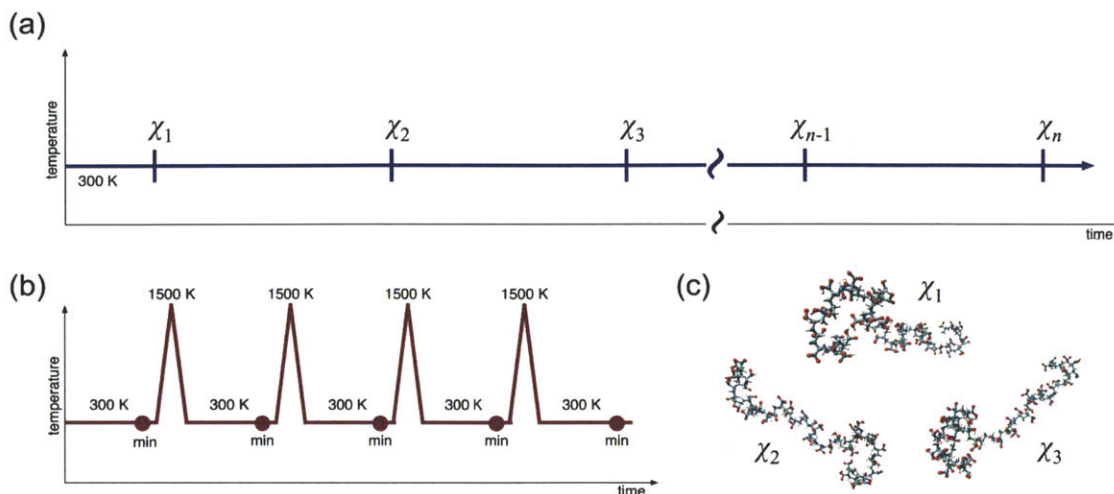 (a)
temperature
χ1 χ2 χ3 χn-1 χn
300 K
time
(b)
1500 K 1500 K 1500 K 1500 K
temperature
300 K 300 K 300 K 300 K 300 K
min min min min min
time
(c)
χ1
χ2
χ3